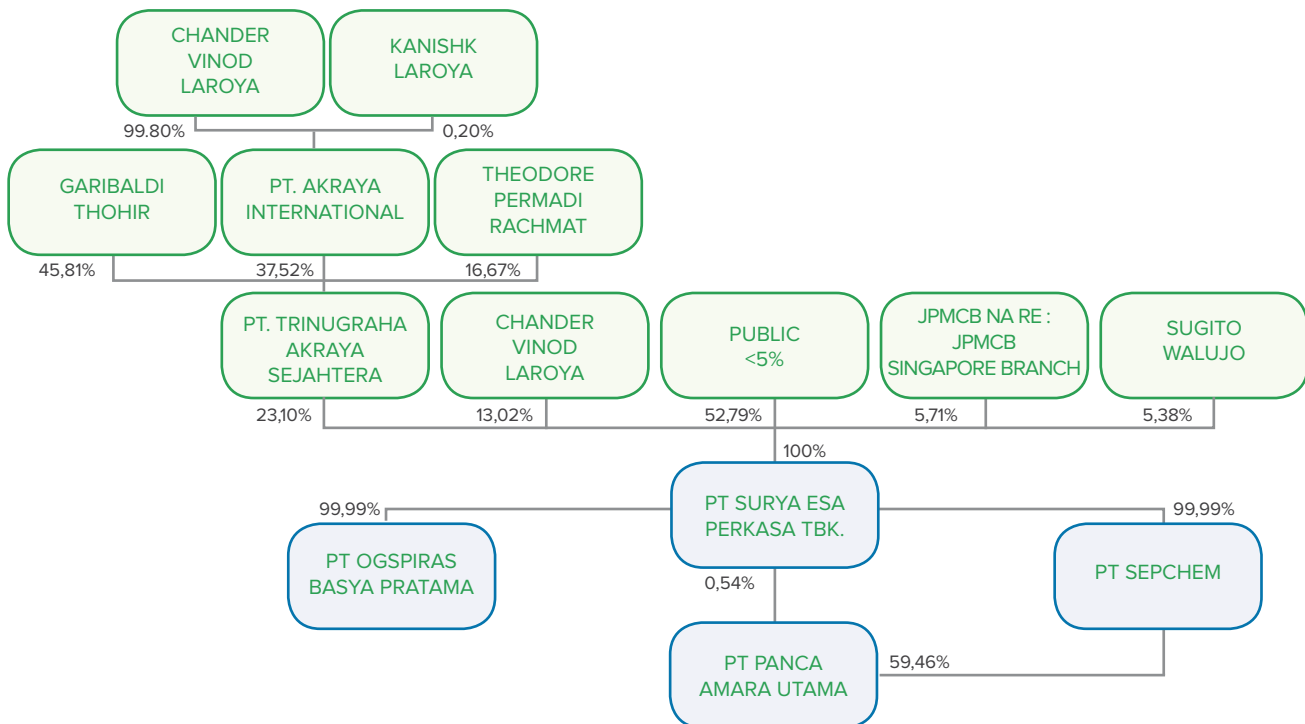 CHANDER
VINOD
LAROYA
KANISHK
LAROYA
99.80%
0,20%
GARIBALDI
THOHIR
PT. AKRAYA
INTERNATIONAL
THEODORE
PERMADI
RACHMAT
45,81%
37,52%
16,67%
PT. TRINUGRAHA
AKRAYA
SEJAHTERA
CHANDER
VINOD
LAROYA
PUBLIC
<5%
JPMCB NA RE :
JPMCB
SINGAPORE BRANCH
SUGITO
WALUJO
23,10%
13,02%
52,79%
5,71%
5,38%
100%
PT SURYA ESA
PERKASA TBK.
99,99%
99,99%
PT OGSPIRAS
BASYA PRATAMA
PT SEPCHEM
0,54%
PT PANCA
AMARA UTAMA
59,46%